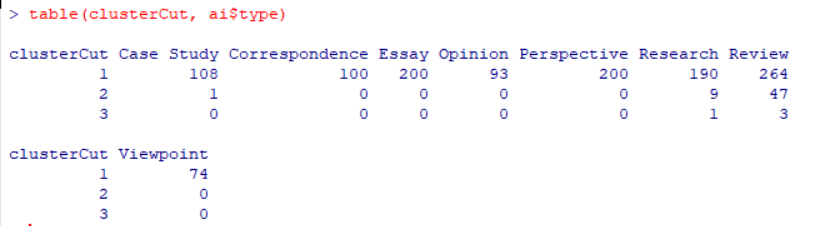 > table(clusterCut, ai$type)
clusterCut Case Study Correspondence Essay Opinion Perspective Research Review
1 108 100 200 93 200 190 264
2 1 0 0 0 0 9 47
3 0 0 0 0 0 1 3
clusterCut Viewpoint
1 74
2 0
3 0